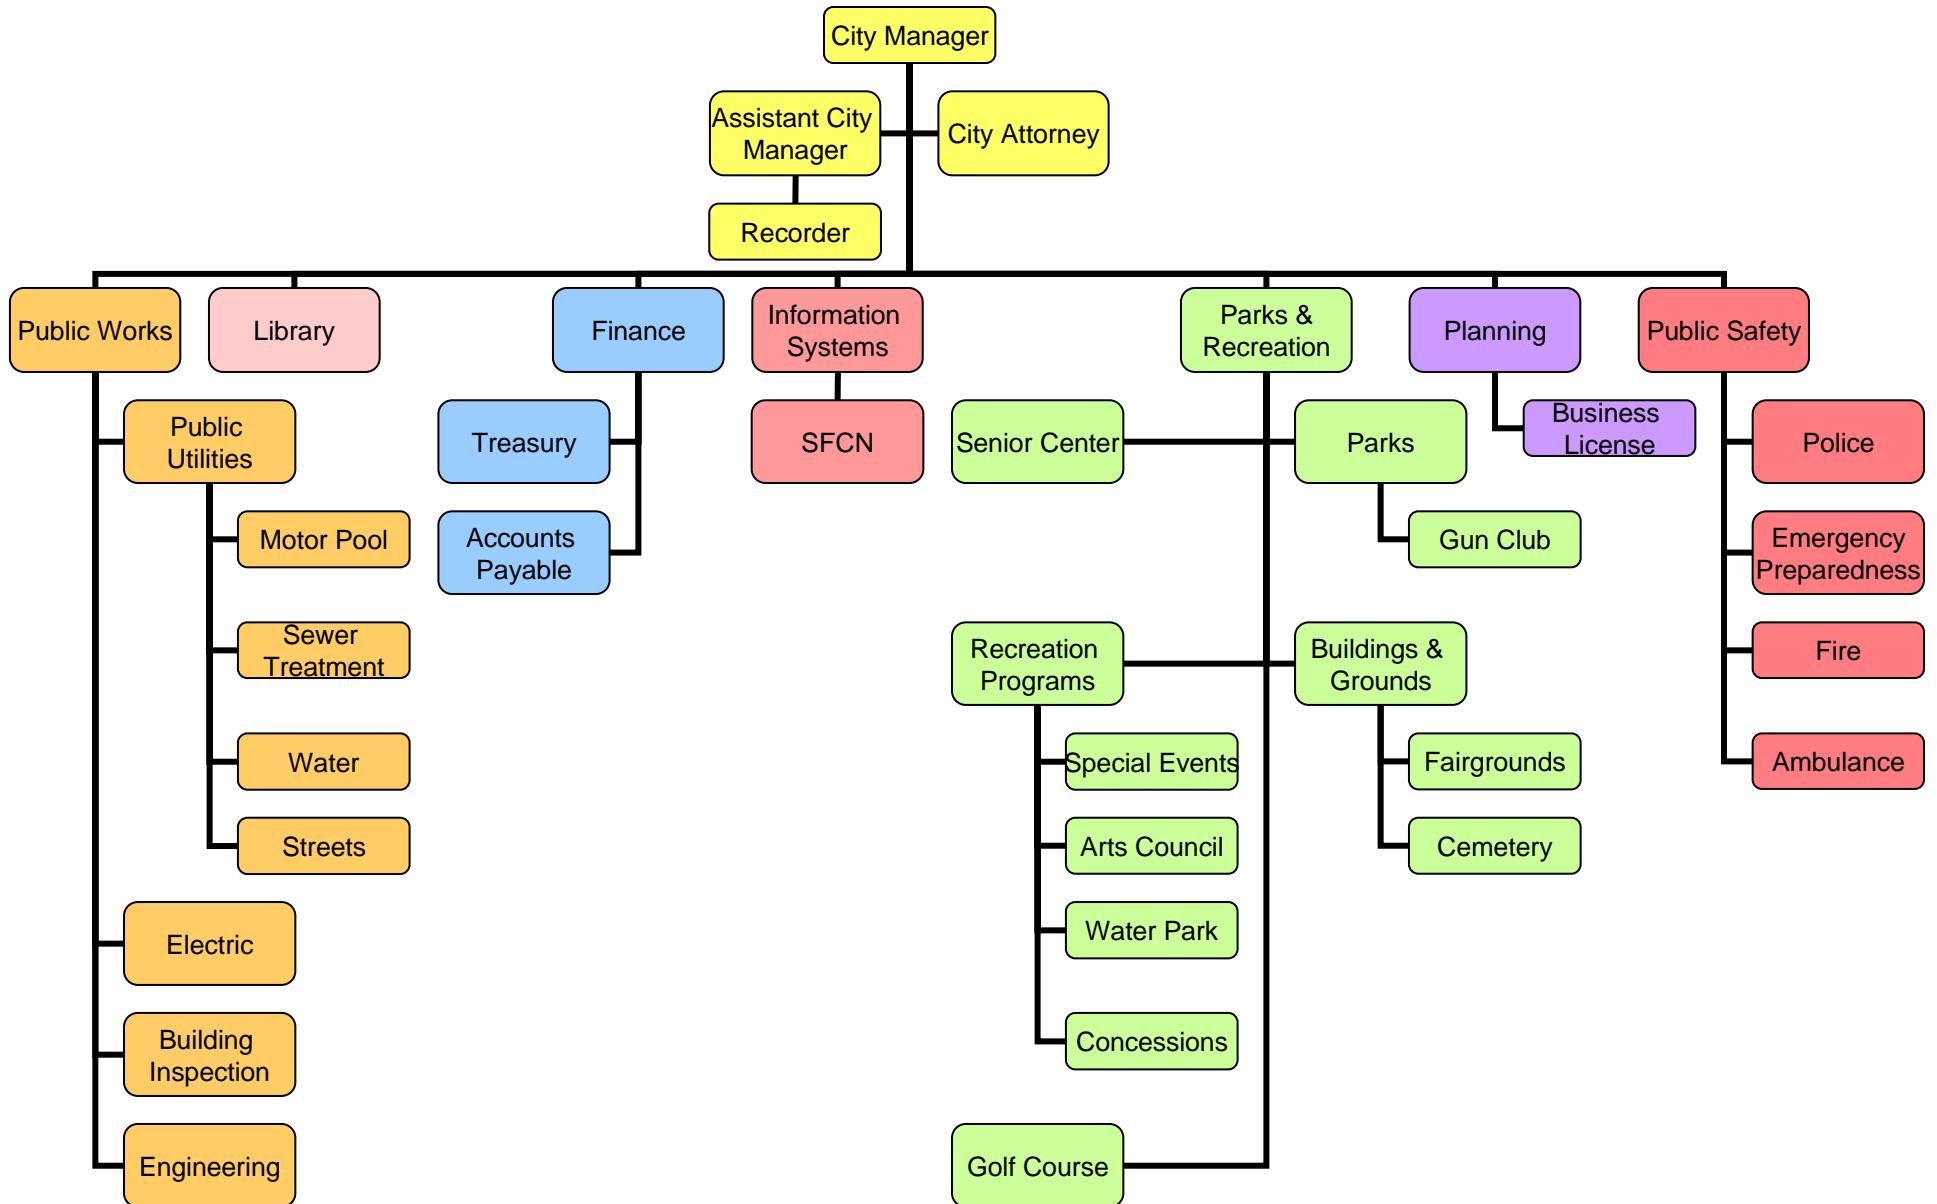 City Manager
Assistant City
Manager
City Attorney
Recorder
Public Works
Library
Finance
Information
Systems
Parks &
Recreation
Planning
Public Safety
Public
Utilities
Treasury
SFCN
Senior Center
Parks
Business
License
Police
Motor Pool
Accounts
Payable
Gun Club
Emergency
Preparedness
Sewer
Treatment
Recreation
Programs
Buildings &
Grounds
Fire
Water
Special Events
Fairgrounds
Ambulance
Streets
Arts Council
Cemetery
Electric
Water Park
Building
Inspection
Concessions
Engineering
Golf Course